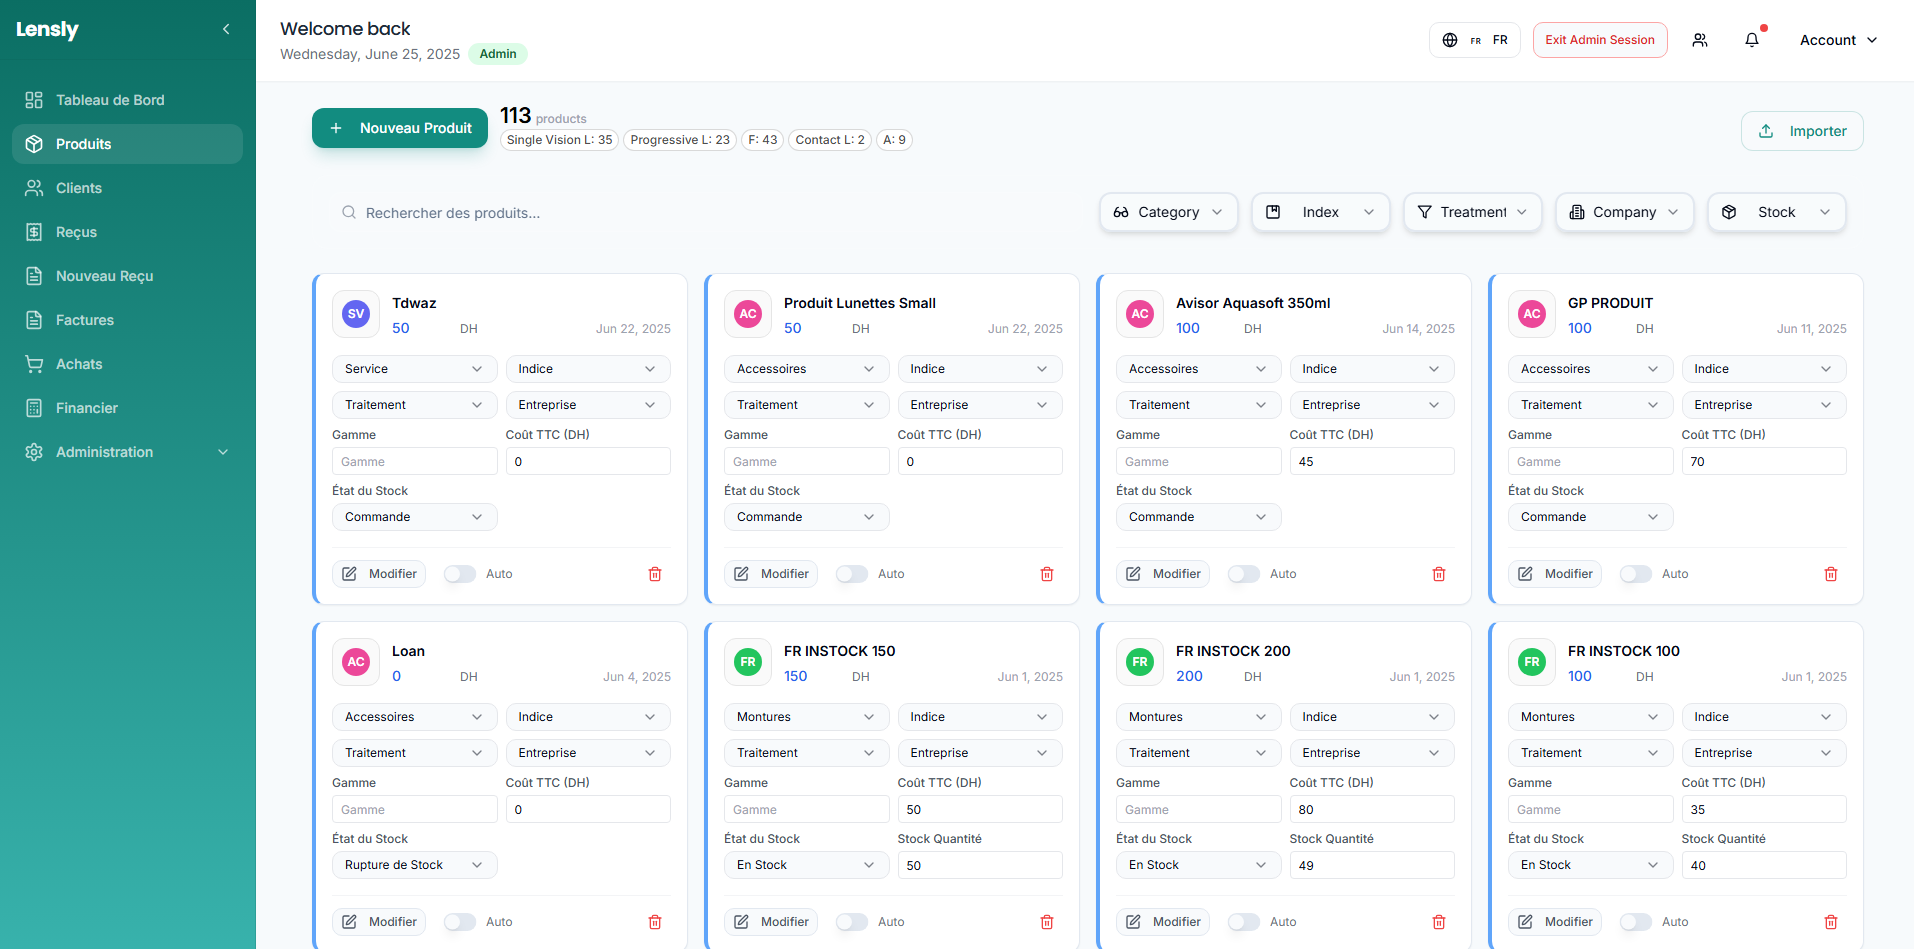 Lensly
Welcome back
Wednesday, June 25, 2025 Admin
FR FR
Exit Admin Session
Account
Tableau de Bord
Produits
Clients
Reçus
Nouveau Reçu
Factures
Achats
Financier
Administration
Nouveau Produit
113 products
Single Vision L: 35 Progressive L: 23 F: 43 Contact L: 2 A: 9
Importer
Rechercher des produits...
Category Index Treatment Company Stock
SV Tdwaz
50 DH Jun 22, 2025
Service Indice
Traitement Entreprise
Gamme Coût TTC (DH)
Gamme 0
État du Stock
Commande
Modifier Auto
AC Produit Lunettes Small
50 DH Jun 22, 2025
Accessoires Indice
Traitement Entreprise
Gamme Coût TTC (DH)
Gamme 0
État du Stock
Commande
Modifier Auto
AC Avisor Aquasoft 350ml
100 DH Jun 14, 2025
Accessoires Indice
Traitement Entreprise
Gamme Coût TTC (DH)
Gamme 45
État du Stock
Commande
Modifier Auto
AC GP PRODUIT
100 DH Jun 11, 2025
Accessoires Indice
Traitement Entreprise
Gamme Coût TTC (DH)
Gamme 70
État du Stock
Commande
Modifier Auto
AC Loan
0 DH Jun 4, 2025
Accessoires Indice
Traitement Entreprise
Gamme Coût TTC (DH)
Gamme 0
État du Stock
Rupture de Stock
Modifier Auto
FR FR INSTOCK 150
150 DH Jun 1, 2025
Montures Indice
Traitement Entreprise
Gamme Coût TTC (DH)
Gamme 50
État du Stock Stock Quantité
En Stock 50
Modifier Auto
FR FR INSTOCK 200
200 DH Jun 1, 2025
Montures Indice
Traitement Entreprise
Gamme Coût TTC (DH)
Gamme 80
État du Stock Stock Quantité
En Stock 49
Modifier Auto
FR FR INSTOCK 100
100 DH Jun 1, 2025
Montures Indice
Traitement Entreprise
Gamme Coût TTC (DH)
Gamme 35
État du Stock Stock Quantité
En Stock 40
Modifier Auto